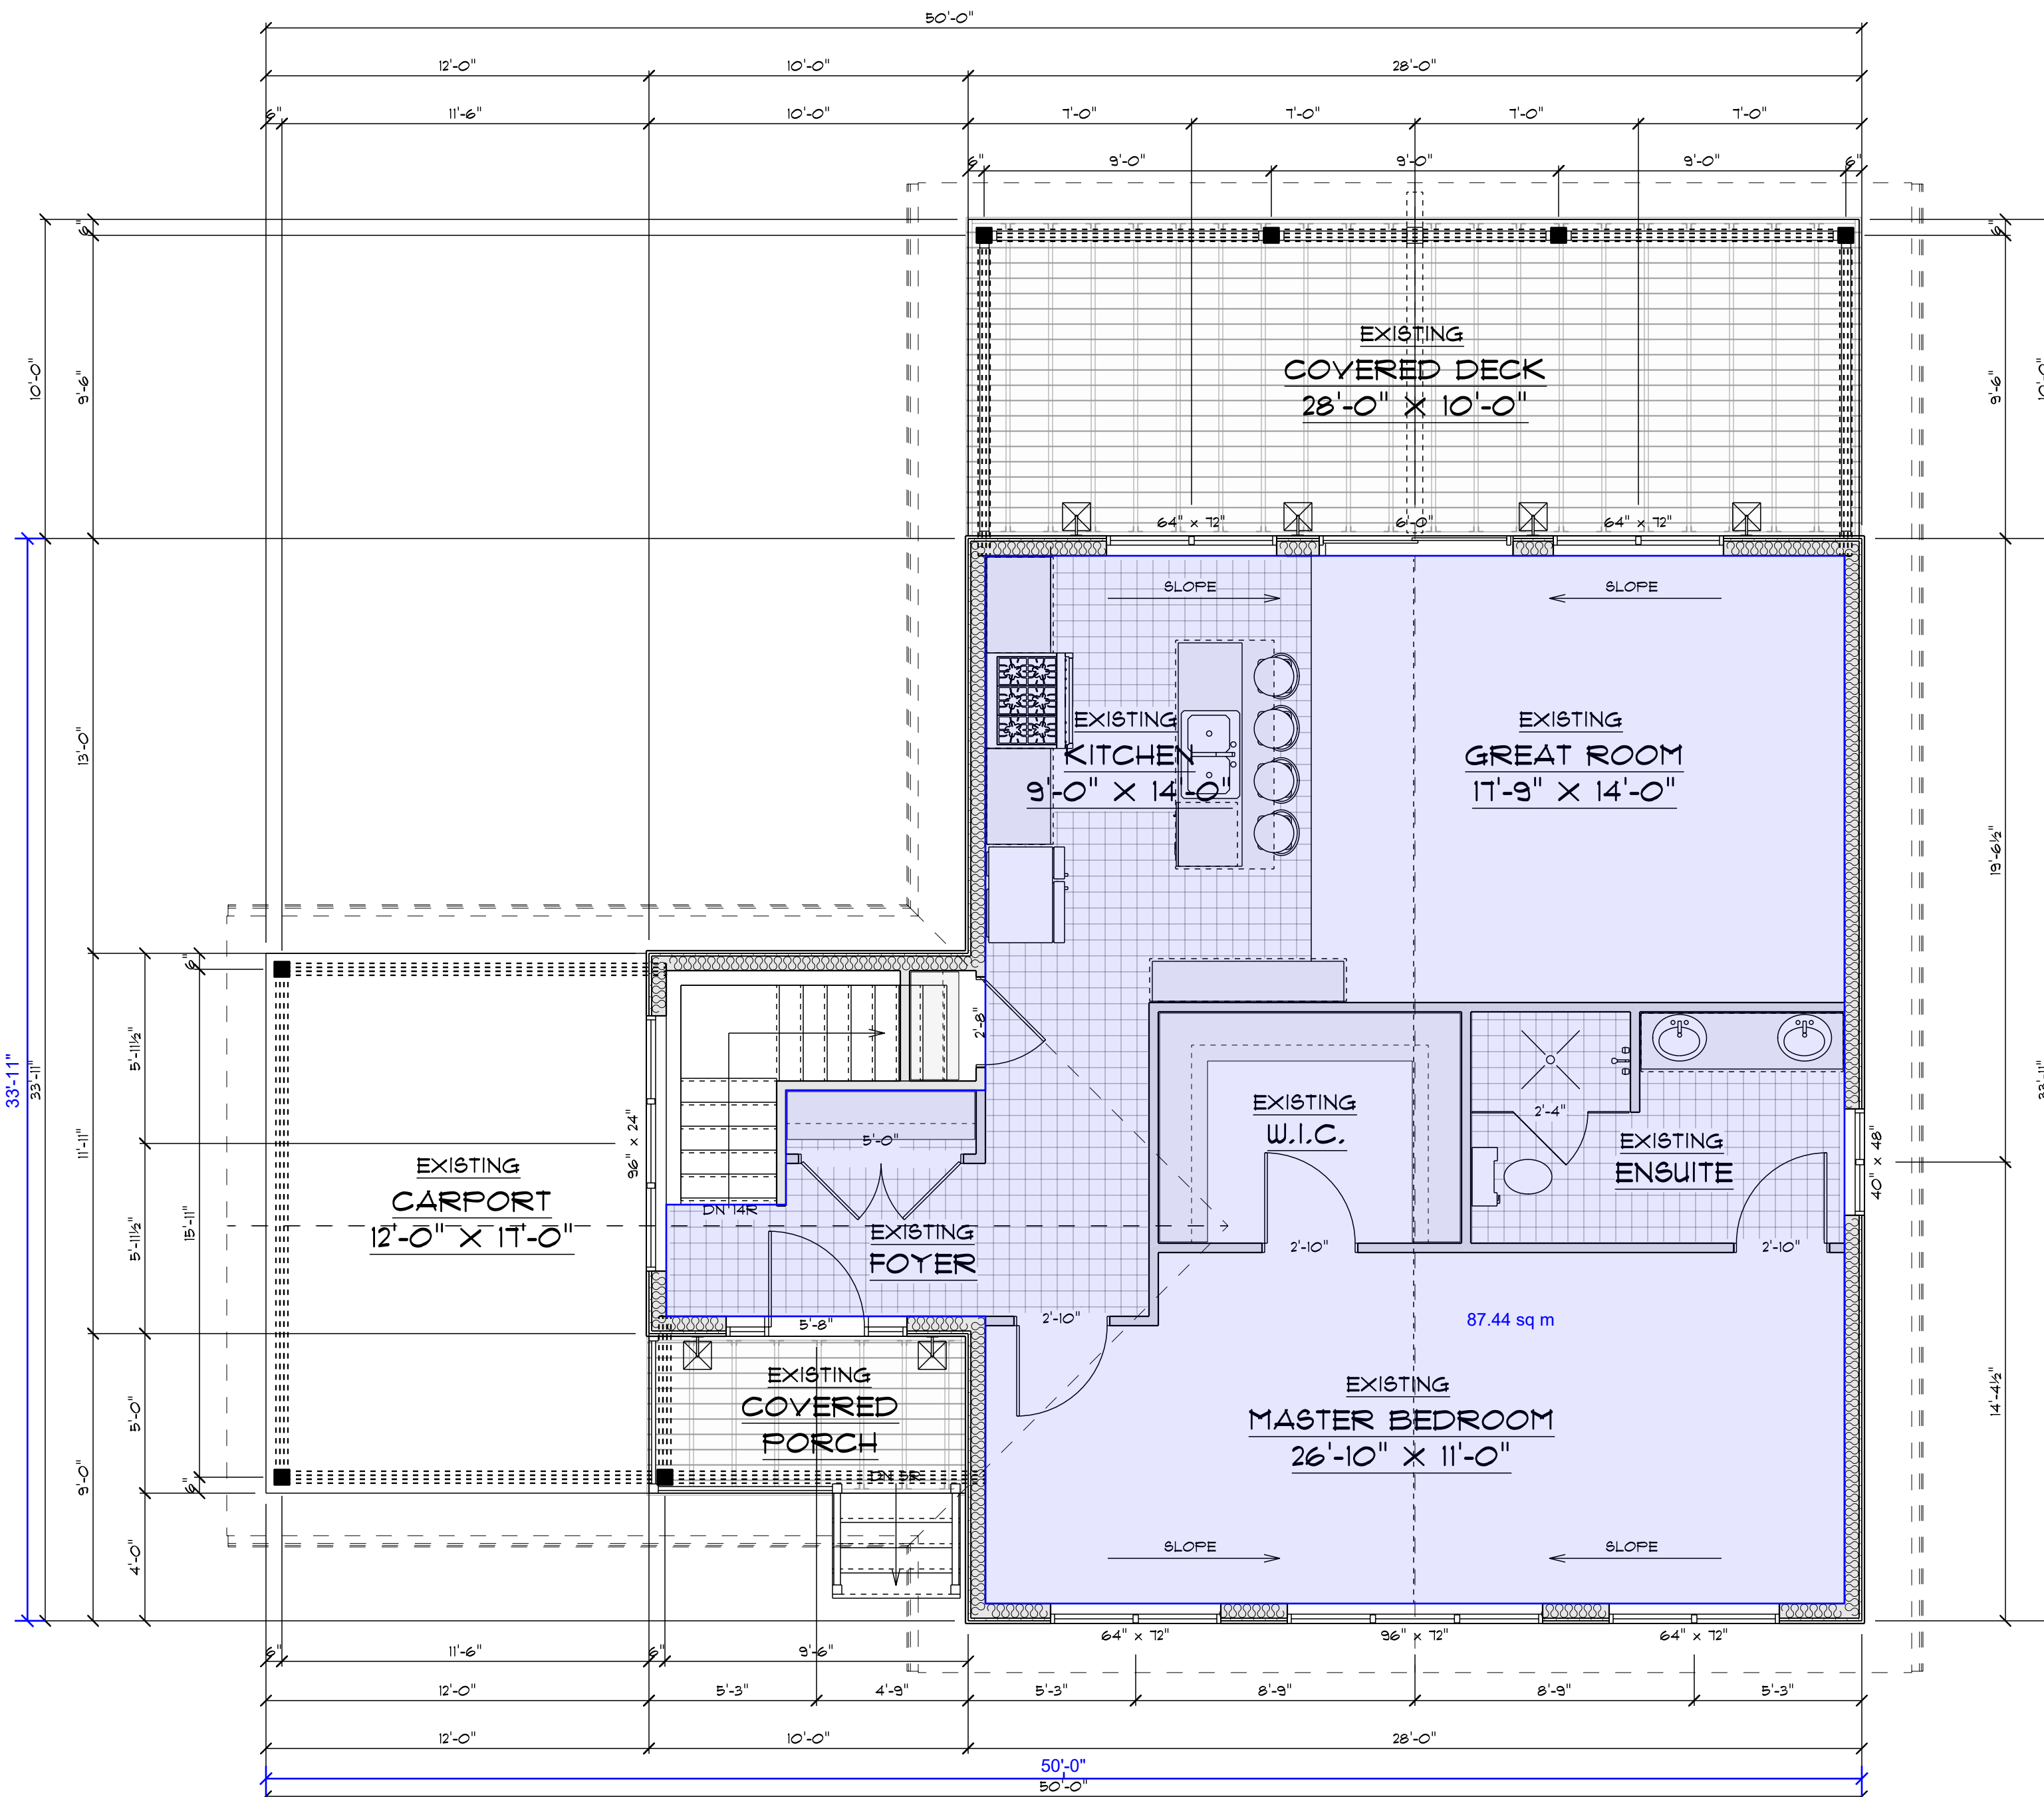 50'-0"
12'-0" 10'-0" 28'-0"
6" 11'-6" 10'-0" 7'-0" 7'-0" 7'-0" 7'-0"
6" 9'-0" 9'-0" 9'-0" 6"
6" 6"
10'-0" 9'-6" 9'-6" 10'-0"
EXISTING
COVERED DECK
28'-0" X 10'-0"
64" x 72" 6'-0" 64" x 72"
SLOPE SLOPE
13'-0"
EXISTING
KITCHEN
9'-0" X 14'-0"
EXISTING
GREAT ROOM
17'-9" X 14'-0"
19'-6½"
33'-11"
33'-11"
33'-11"
6"
5'-11½"
11'-11"
15'-11"
5'-11½"
2'-8"
96" x 24"
5'-0"
DN 14R
EXISTING
CARPORT
12'-0" X 17'-0"
EXISTING
FOYER
EXISTING
W.I.C.
2'-4"
EXISTING
ENSUITE
40" x 48"
2'-10" 2'-10"
5'-8" 2'-10"
87.44 sq m
EXISTING
COVERED
PORCH
DN 3R
EXISTING
MASTER BEDROOM
26'-10" X 11'-0"
14'-4½"
5'-0"
9'-0"
6"
4'-0"
SLOPE SLOPE
64" x 72" 96" x 72" 64" x 72"
6" 11'-6" 6" 9'-6"
12'-0" 5'-3" 4'-9" 5'-3" 8'-9" 8'-9" 5'-3"
12'-0" 10'-0" 28'-0"
50'-0"
50'-0"